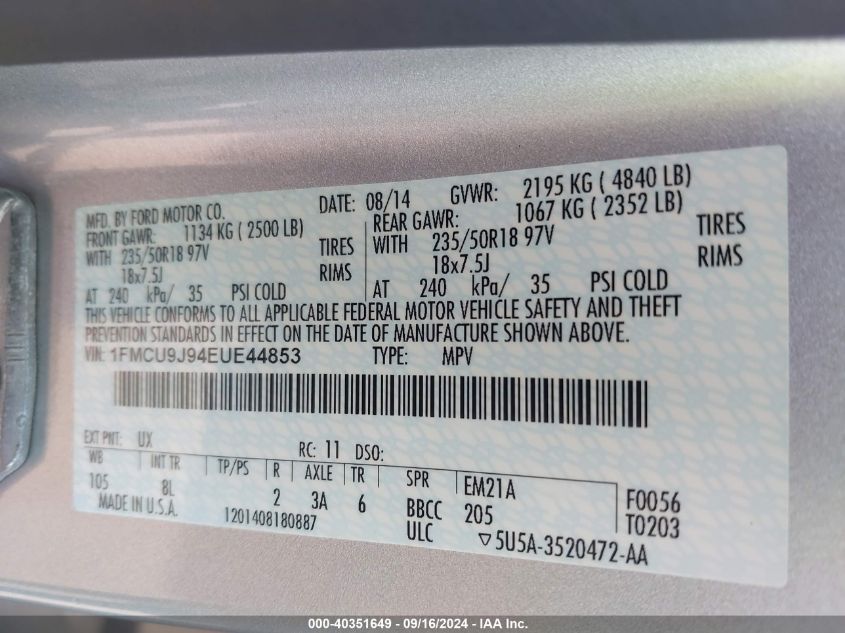 MFD. BY FORD MOTOR CO. DATE: 08/14 GVWR: 2195 KG ( 4840 LB)
FRONT GAWR: 1134 KG ( 2500 LB) REAR GAWR: 1067 KG ( 2352 LB)
WITH 235/50R18 97V TIRES WITH 235/50R18 97V TIRES
18x7.5J RIMS 18x7.5J RIMS
AT 240 kPa/ 35 PSI COLD AT 240 kPa/ 35 PSI COLD
THIS VEHICLE CONFORMS TO ALL APPLICABLE FEDERAL MOTOR VEHICLE SAFETY AND THEFT
PREVENTION STANDARDS IN EFFECT ON THE DATE OF MANUFACTURE SHOWN ABOVE.
VIN: 1FMCU9J94EUE44853 TYPE: MPV
EXT PNT: UX RC: 11 DSO:
WB INT TR TP/PS R AXLE TR SPR EM21A
105 8L 2 3A 6 BBCC 205 F0056
MADE IN U.S.A. 1201408180887 ULC T0203
▽5U5A-3520472-AA
000-40351649 - 09/16/2024 - IAA Inc.